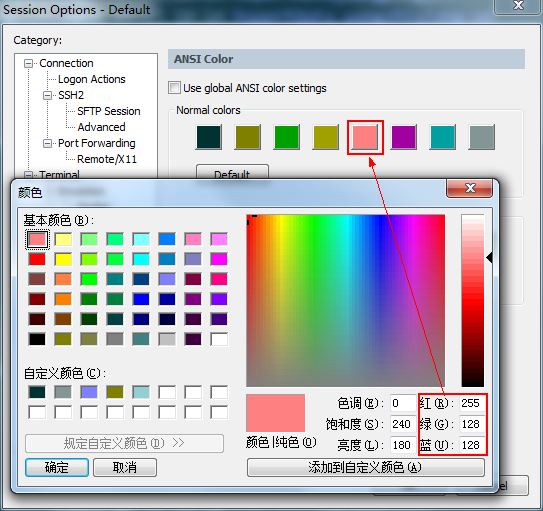 Session Options - Default
Category:
Connection
Logon Actions
SSH2
SFTP Session
Advanced
Port Forwarding
Remote/X11
Terminal
ANSI Color
Use global ANSI color settings
Normal colors
Default
颜色
基本颜色(B):
自定义颜色(C):
规定自定义颜色(D) >>
确定
取消
颜色|纯色(O)
色调(E): 0
饱和度(S): 240
亮度(L): 180
红(R): 255
绿(G): 128
蓝(U): 128
添加到自定义颜色(A)